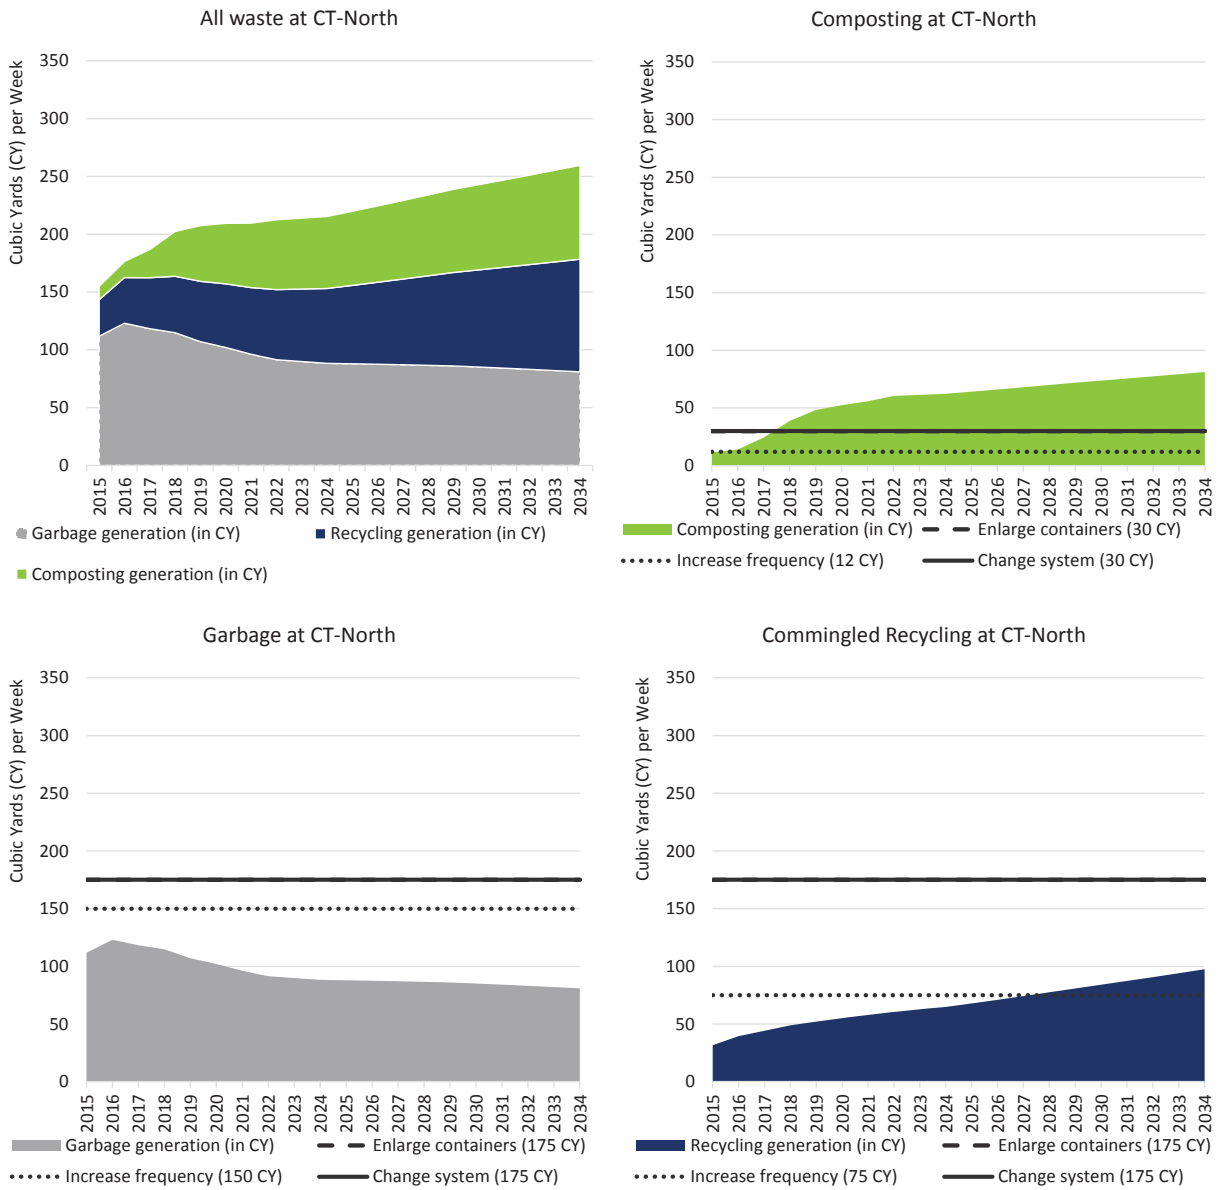 All waste at CT-North
Cubic Yards (CY) per Week
350
300
250
200
150
100
50
0
2015 2016 2017 2018 2019 2020 2021 2022 2023 2024 2025 2026 2027 2028 2029 2030 2031 2032 2033 2034
Garbage generation (in CY) Recycling generation (in CY)
Composting generation (in CY)
Composting at CT-North
Cubic Yards (CY) per Week
350
300
250
200
150
100
50
0
2015 2016 2017 2018 2019 2020 2021 2022 2023 2024 2025 2026 2027 2028 2029 2030 2031 2032 2033 2034
Composting generation (in CY) Enlarge containers (30 CY)
Increase frequency (12 CY) Change system (30 CY)
Garbage at CT-North
Cubic Yards (CY) per Week
350
300
250
200
150
100
50
0
2015 2016 2017 2018 2019 2020 2021 2022 2023 2024 2025 2026 2027 2028 2029 2030 2031 2032 2033 2034
Garbage generation (in CY) Enlarge containers (175 CY)
Increase frequency (150 CY) Change system (175 CY)
Commingled Recycling at CT-North
Cubic Yards (CY) per Week
350
300
250
200
150
100
50
0
2015 2016 2017 2018 2019 2020 2021 2022 2023 2024 2025 2026 2027 2028 2029 2030 2031 2032 2033 2034
Recycling generation (in CY) Enlarge containers (175 CY)
Increase frequency (75 CY) Change system (175 CY)